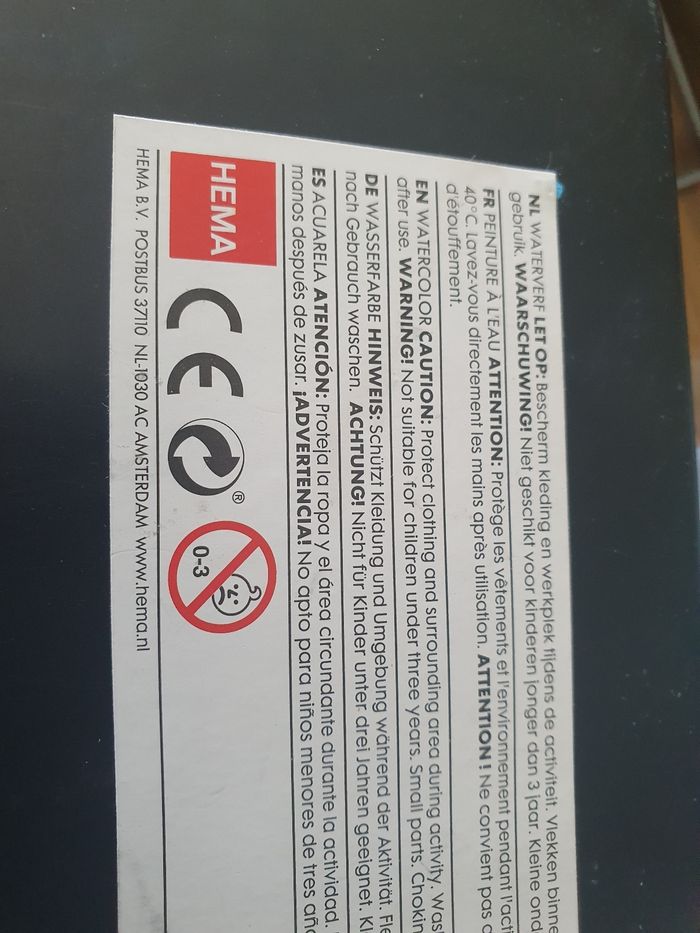 NL WATERVERF LET OP: Bescherm kleding en werkplek tijdens de activiteit. Vlekken binne
gebruik. WAARSCHUWING! Niet geschikt voor kinderen jonger dan 3 jaar. Kleine ond
FR PEINTURE À L'EAU ATTENTION: Protège les vêtements et l'environnement pendant l'acti
40°C. Lavez-vous directement les mains après utilisation. ATTENTION! Ne convient pas
d'étouffement.
EN WATERCOLOR CAUTION: Protect clothing and surrounding area during activity. Was
after use. WARNING! Not suitable for children under three years. Small parts. Chokin
DE WASSERFARBE HINWEIS: Schützt Kleidung und Umgebung während der Aktivität. Fle
nach Gebrauch waschen. ACHTUNG! Nicht für Kinder unter drei Jahren geeignet. Kl
ES ACUARELA ATENCIÓN: Proteja la ropa y el área circundante durante la actividad.
manos después de zusar. ¡ADVERTENCIA! No apto para niños menores de tres año
HEMA CE ® 0-3
HEMA B.V. POSTBUS 37110 NL-1030 AC AMSTERDAM www.hema.nl